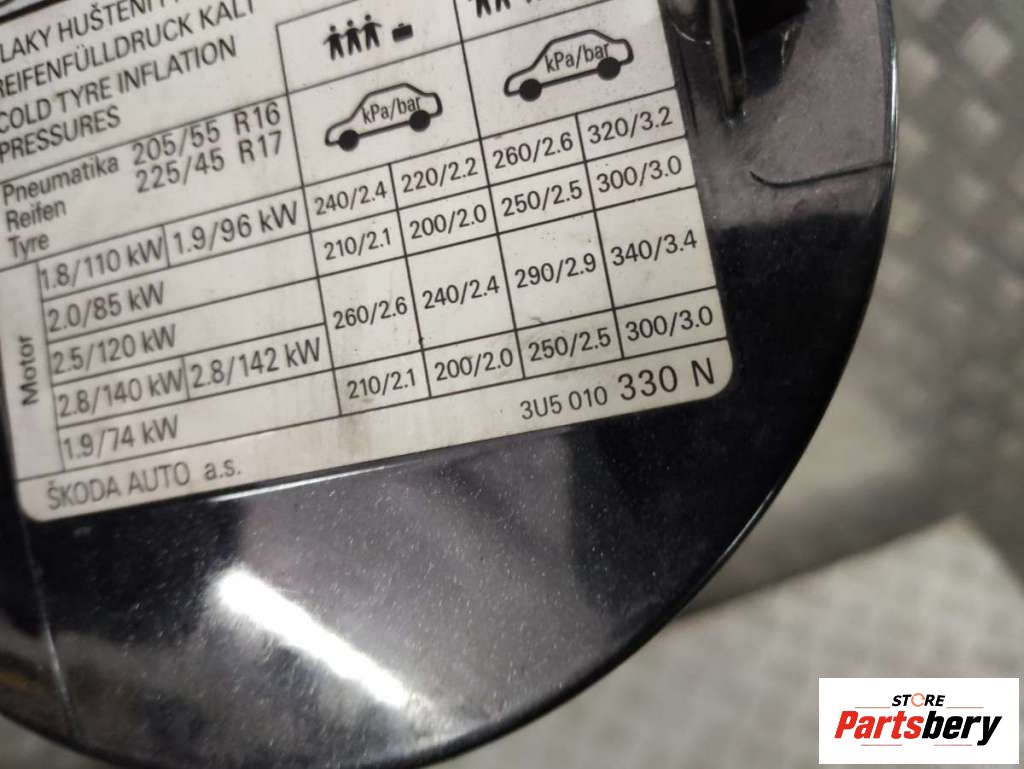 HUŠTĚNÍ
REIFENFÜLLDRUCK KALT
COLD TYRE INFLATION
PRESSURES
kPa/bar kPa/bar
Pneumatika 205/55 R16
Reifen 225/45 R17
Tyre
Motor
1.8/110 kW 1.9/96 kW 240/2.4 220/2.2 260/2.6 320/3.2
2.0/85 kW 210/2.1 200/2.0 250/2.5 300/3.0
2.5/120 kW 260/2.6 240/2.4 290/2.9 340/3.4
2.8/140 kW 2.8/142 kW
1.9/74 kW 210/2.1 200/2.0 250/2.5 300/3.0
ŠKODA AUTO a.s. 3U5 010 330 N
STORE
Partsbery